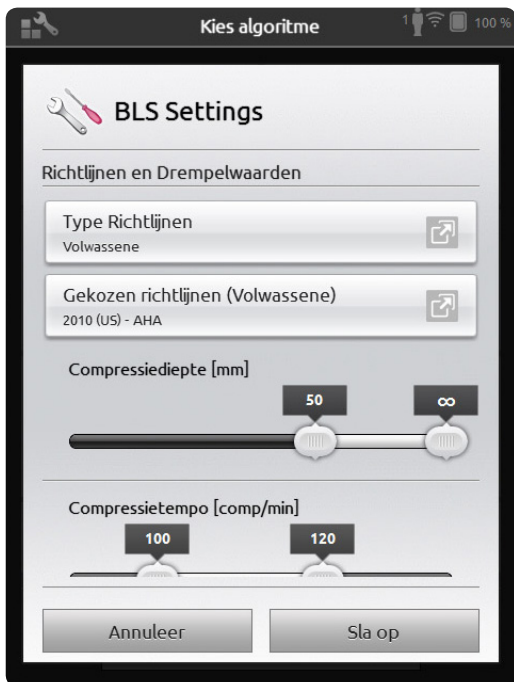 Kies algoritme
1
100 %
BLS Settings
Richtlijnen en Drempelwaarden
Type Richtlijnen
Volwassene
Gekozen richtlijnen (Volwassene)
2010 (US) - AHA
Compressiediepte [mm]
50 ∞
Compressietempo [comp/min]
100 120
Annuleer Sla op